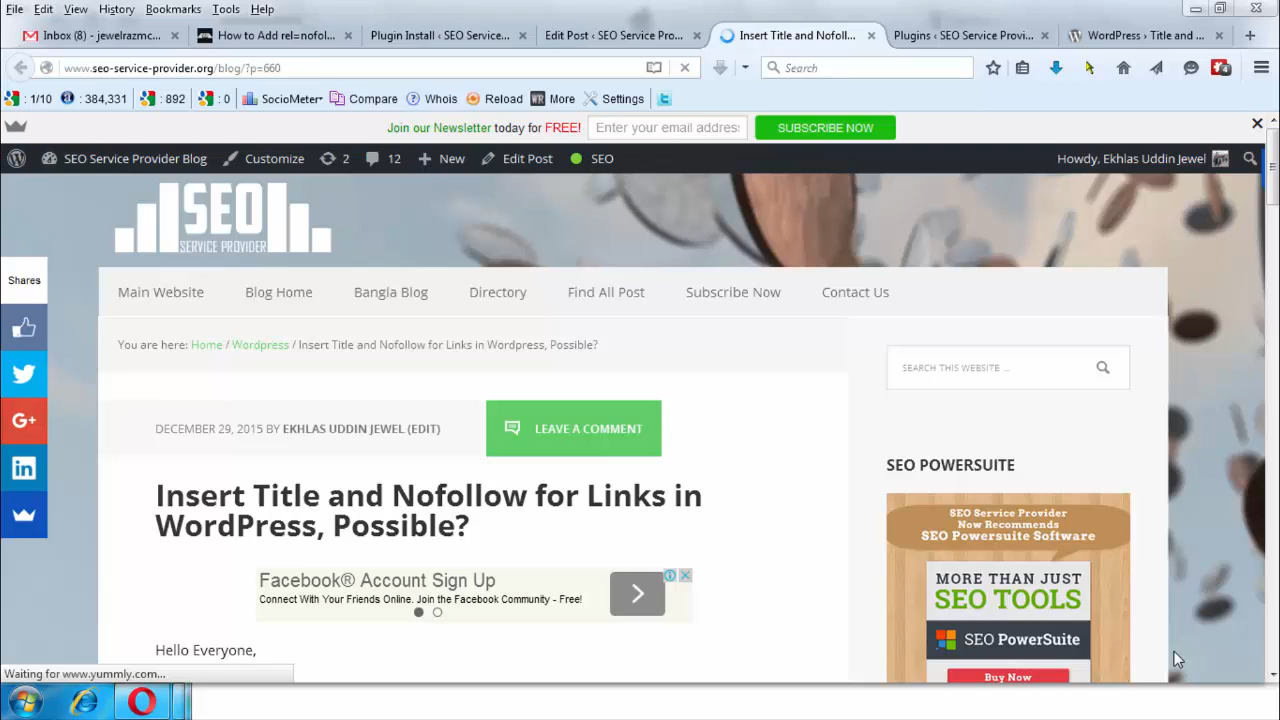 File Edit View History Bookmarks Tools Help
Inbox (8) - jewelrazmc... How to Add rel=nofol... Plugin Install ‹ SEO Service... Edit Post ‹ SEO Service Pro... Insert Title and Nofoll... Plugins ‹ SEO Service Provi... WordPress › Title and ...
www.seo-service-provider.org/blog/?p=660 Search
: 1/10 : 384,331 : 892 : 0 SocioMeter Compare Whois Reload More Settings
Join our Newsletter today for FREE! Enter your email address: SUBSCRIBE NOW
SEO Service Provider Blog Customize 2 12 New Edit Post SEO Howdy, Ekhlas Uddin Jewel
SEO
SERVICE PROVIDER
Shares
Main Website Blog Home Bangla Blog Directory Find All Post Subscribe Now Contact Us
You are here: Home / Wordpress / Insert Title and Nofollow for Links in Wordpress, Possible?
SEARCH THIS WEBSITE ...
DECEMBER 29, 2015 BY EKHLAS UDDIN JEWEL (EDIT) LEAVE A COMMENT
SEO POWERSUITE
Insert Title and Nofollow for Links in
WordPress, Possible?
SEO Service Provider
Now Recommends
SEO Powersuite Software
Facebook® Account Sign Up
Connect With Your Friends Online. Join the Facebook Community - Free!
MORE THAN JUST
SEO TOOLS
SEO PowerSuite
Hello Everyone,
Buy Now
Waiting for www.yummly.com...